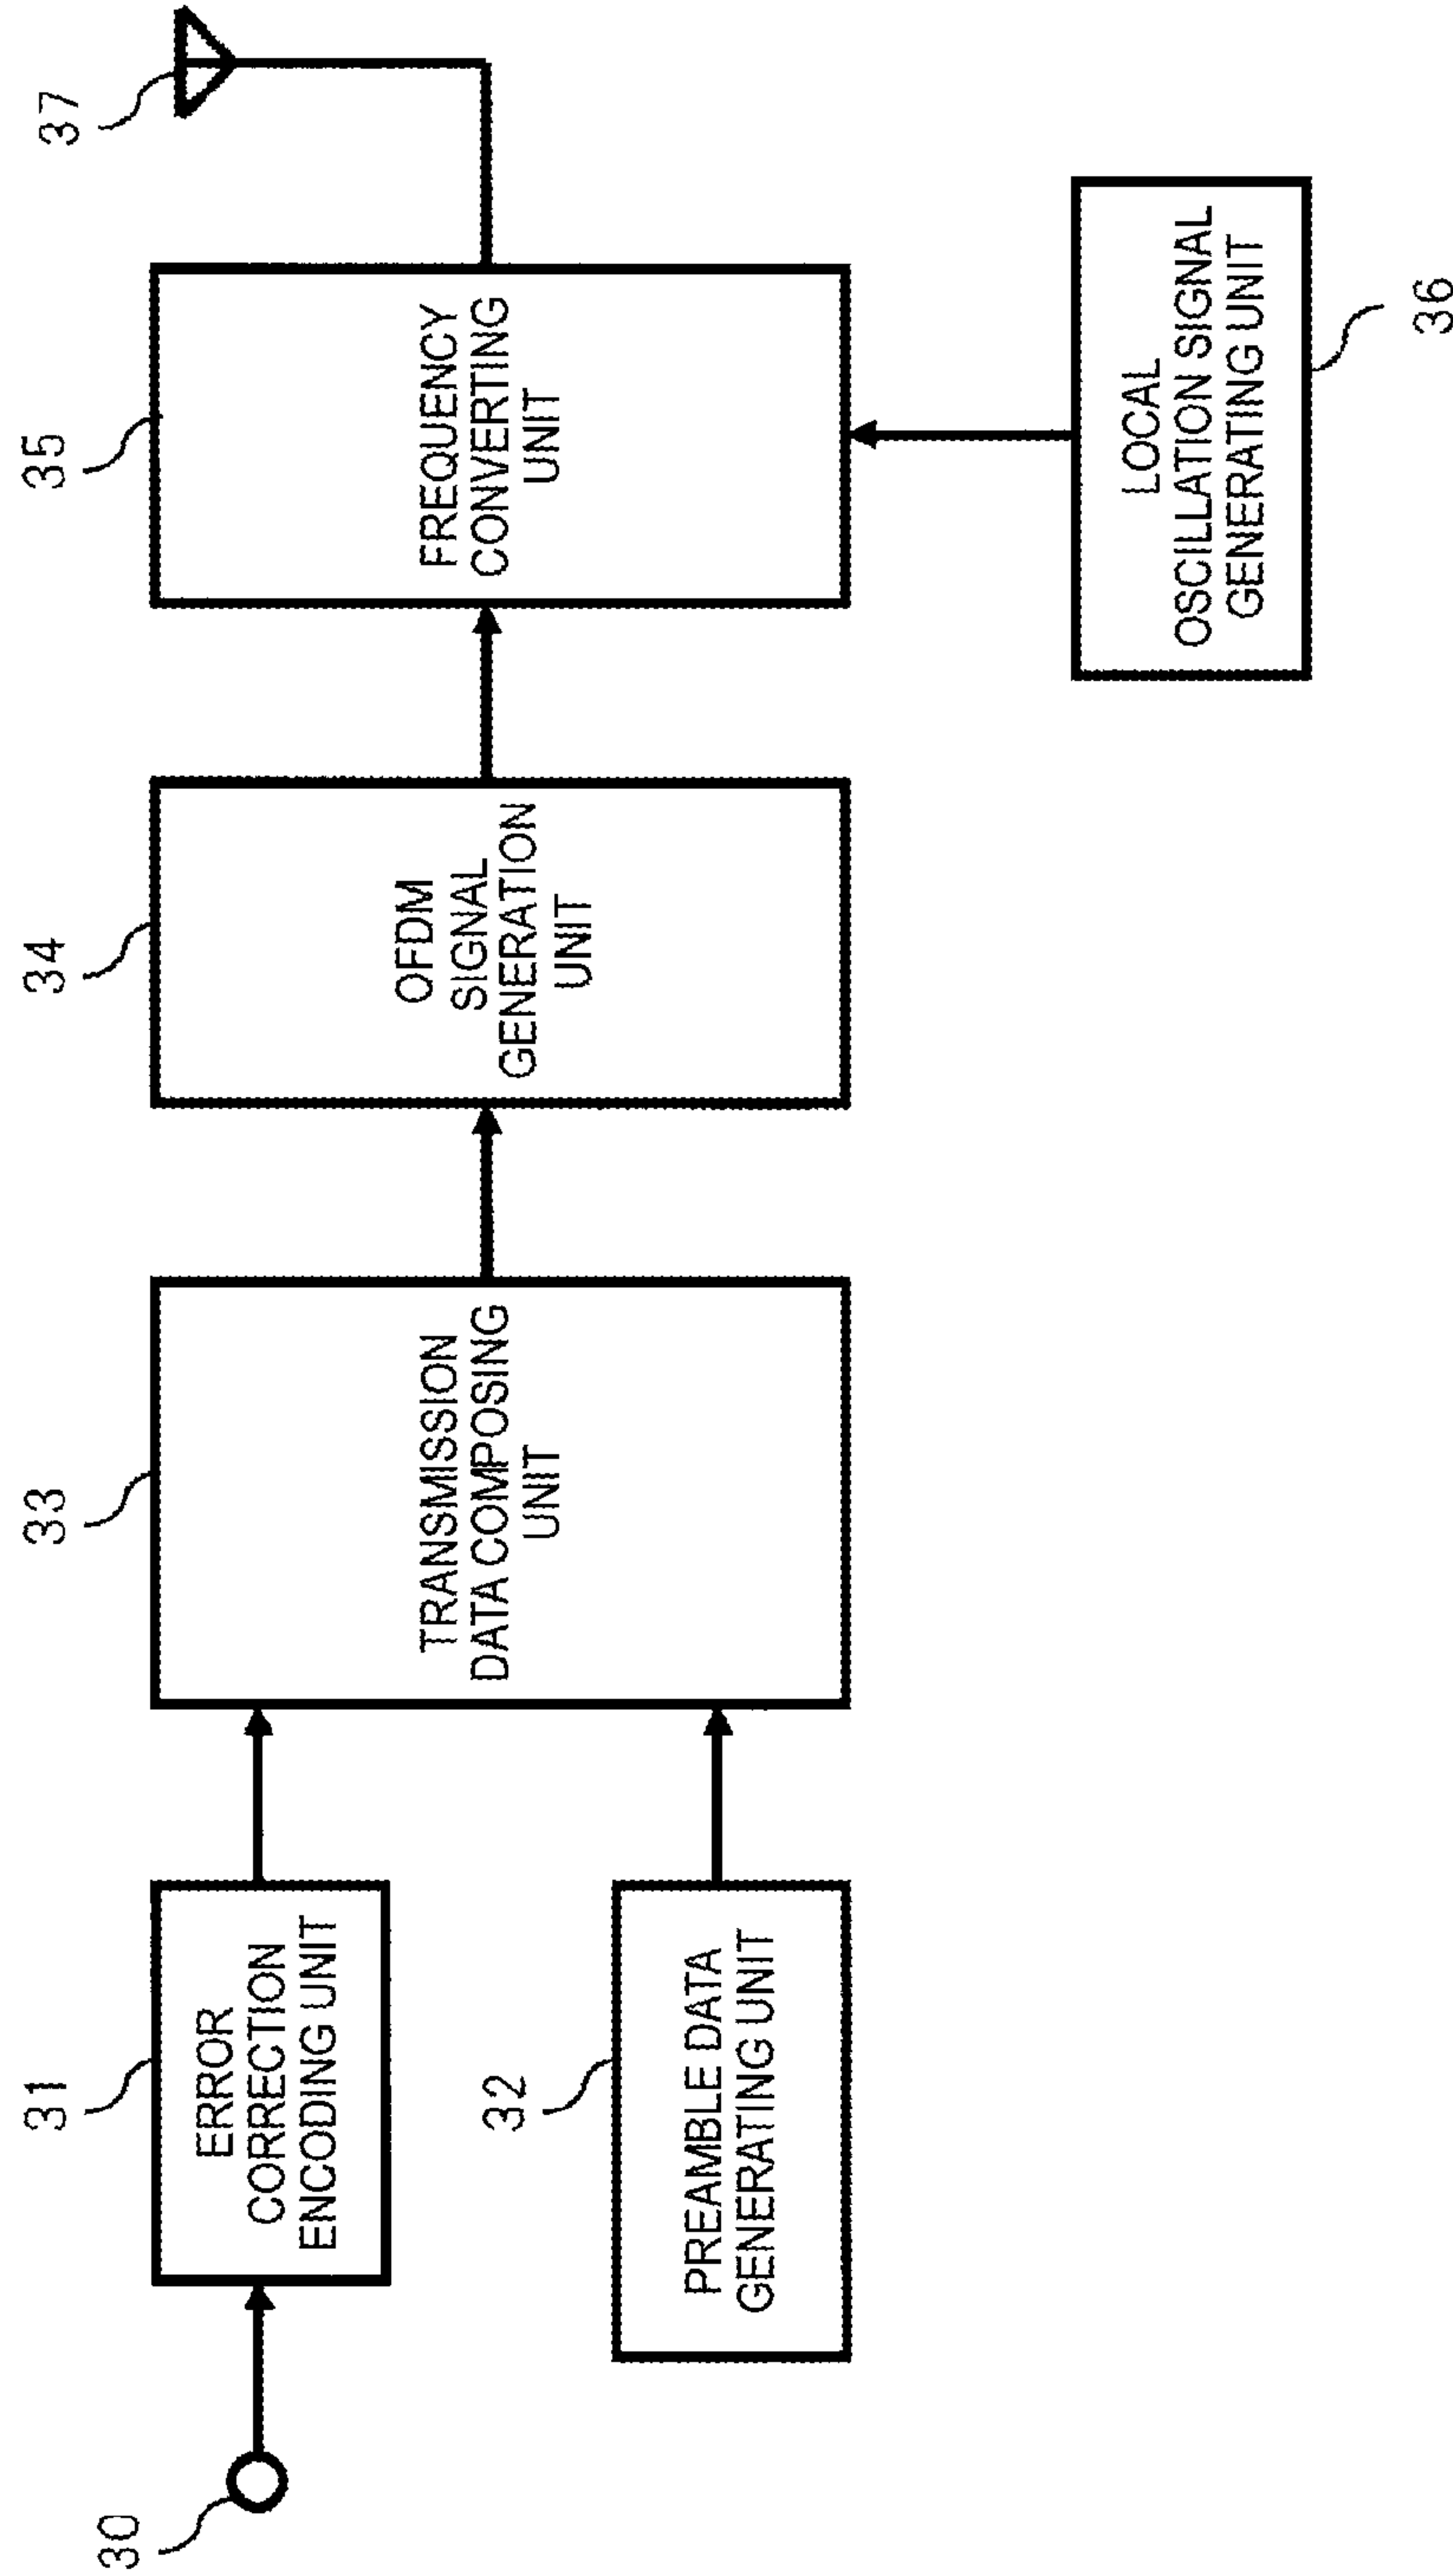 30
31
ERROR
CORRECTION
ENCODING UNIT
32
PREAMBLE DATA
GENERATING UNIT
33
TRANSMISSION
DATA COMPOSING
UNIT
34
OFDM
SIGNAL
GENERATION
UNIT
35
FREQUENCY
CONVERTING
UNIT
LOCAL
OSCILLATION SIGNAL
GENERATING UNIT
36
37